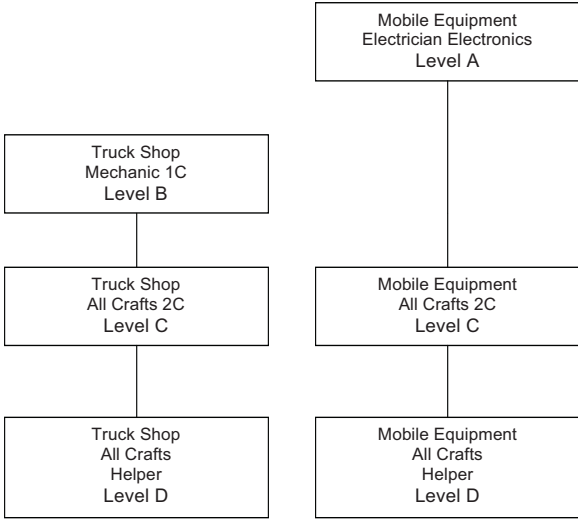 Mobile Equipment
Electrician Electronics
Level A
Truck Shop
Mechanic 1C
Level B
Truck Shop
All Crafts 2C
Level C
Mobile Equipment
All Crafts 2C
Level C
Truck Shop
All Crafts
Helper
Level D
Mobile Equipment
All Crafts
Helper
Level D